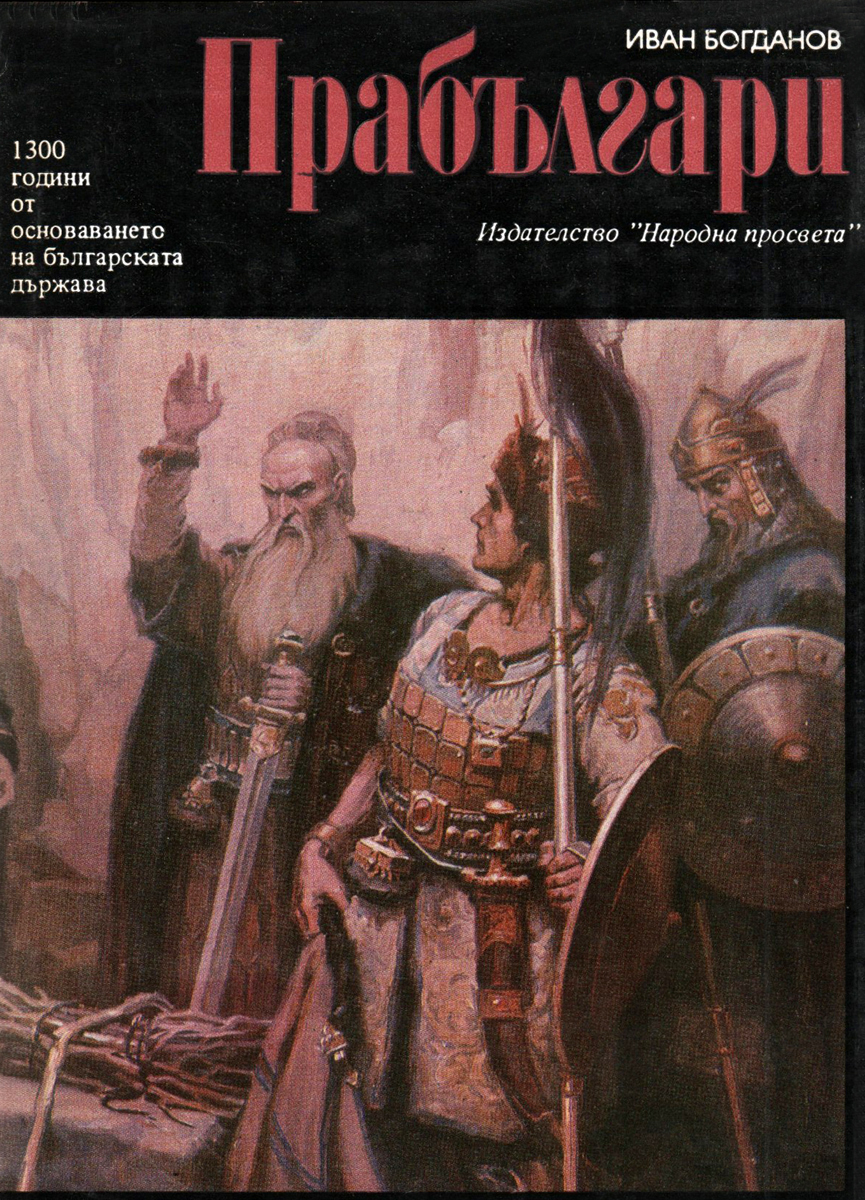 ИВАН БОГДАНОВ
Прабългари
1300
години
от
основаването
на българската
държава
Издателство "Народна просвета"